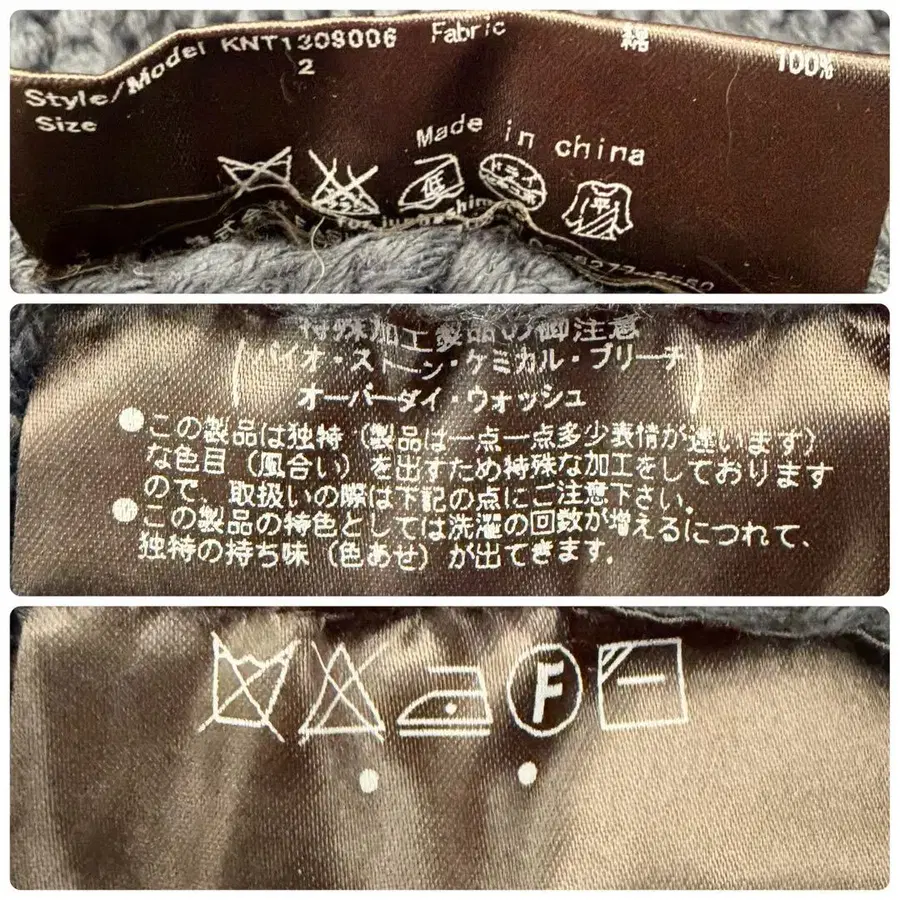 Style/Model KNT1309006 Fabric 綿 100%
Size 2
Made in china
低
ドライ
平
特殊加工製品の御注意
(バイオ・ストーン・ケミカル・ブリーチ
オーバーダイ・ウォッシュ)
●この製品は独特(製品は一点一点多少表情が違います)
な色目(風合い)を出すため特殊な加工をしております
ので、取扱いの際は下記の点にご注意下さい.
●この製品の特色としては洗濯の回数が増えるにつれて、
独特の持ち味(色あせ)が出てきます.
F